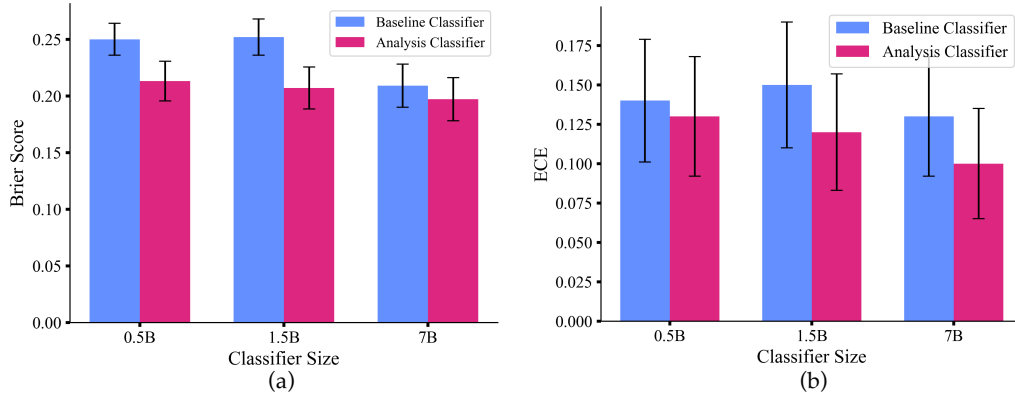 Baseline Classifier
Analysis Classifier
0.25
0.20
0.15
0.10
0.05
0.00
Brier Score
0.5B
1.5B
7B
Classifier Size
(a)
Baseline Classifier
Analysis Classifier
0.175
0.150
0.125
0.100
0.075
0.050
0.025
0.000
ECE
0.5B
1.5B
7B
Classifier Size
(b)